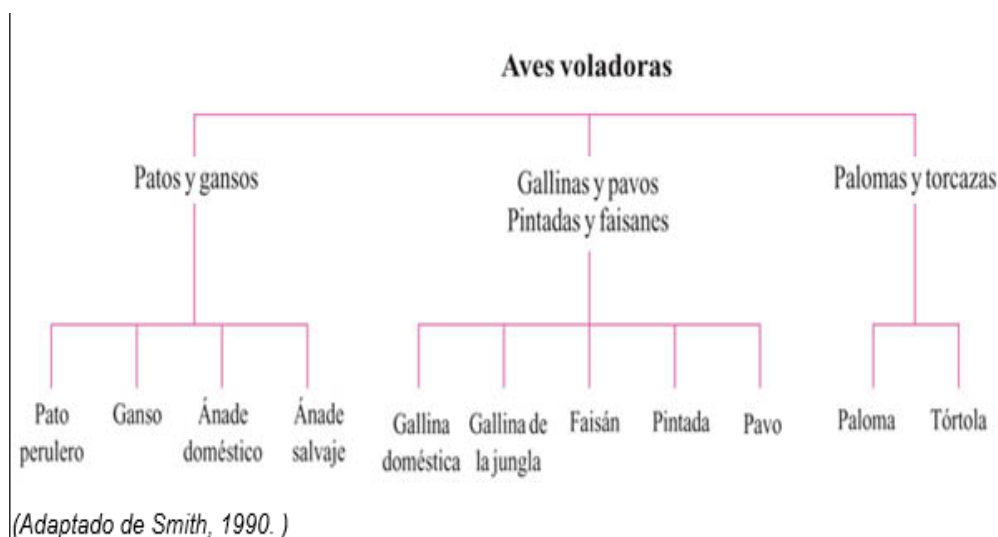 Aves voladoras
Patos y gansos
Gallinas y pavos
Pintadas y faisanes
Palomas y torcazas
Pato
perulero
Ganso
Ánade
doméstico
Ánade
salvaje
Gallina
doméstica
Gallina de
la jungla
Faisán
Pintada
Pavo
Paloma
Tórtola
(Adaptado de Smith, 1990. )